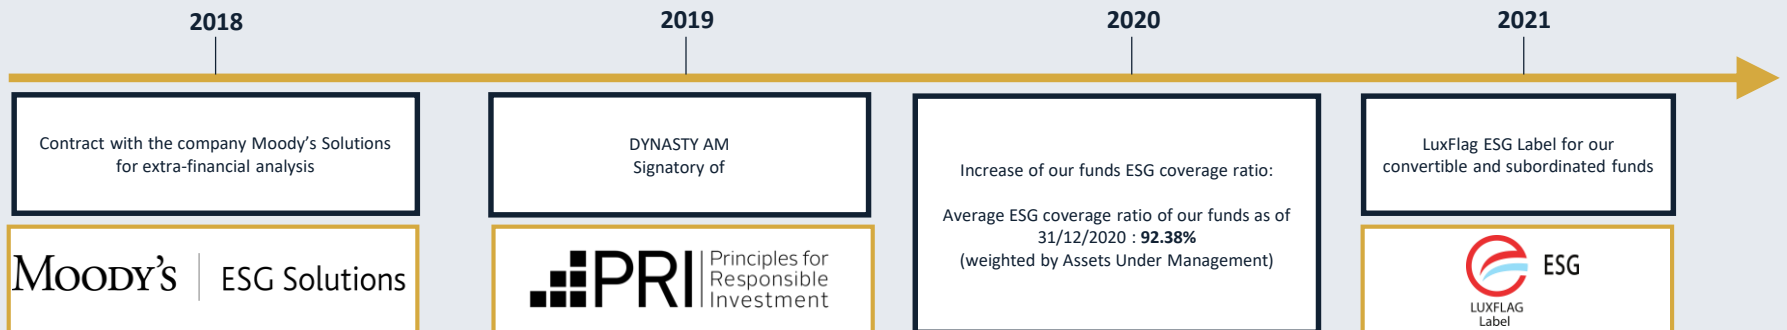 2018
2019
2020
2021
Contract with the company Moody's Solutions
for extra-financial analysis
MOODY'S
ESG Solutions
DYNASTY AM
Signatory of
PRI
Principles for
Responsible
Investment
Increase of our funds ESG coverage ratio:
Average ESG coverage ratio of our funds as of
31/12/2020 : 92.38%
(weighted by Assets Under Management)
LuxFlag ESG Label for our
convertible and subordinated funds
ESG
LUXFLAG
Label